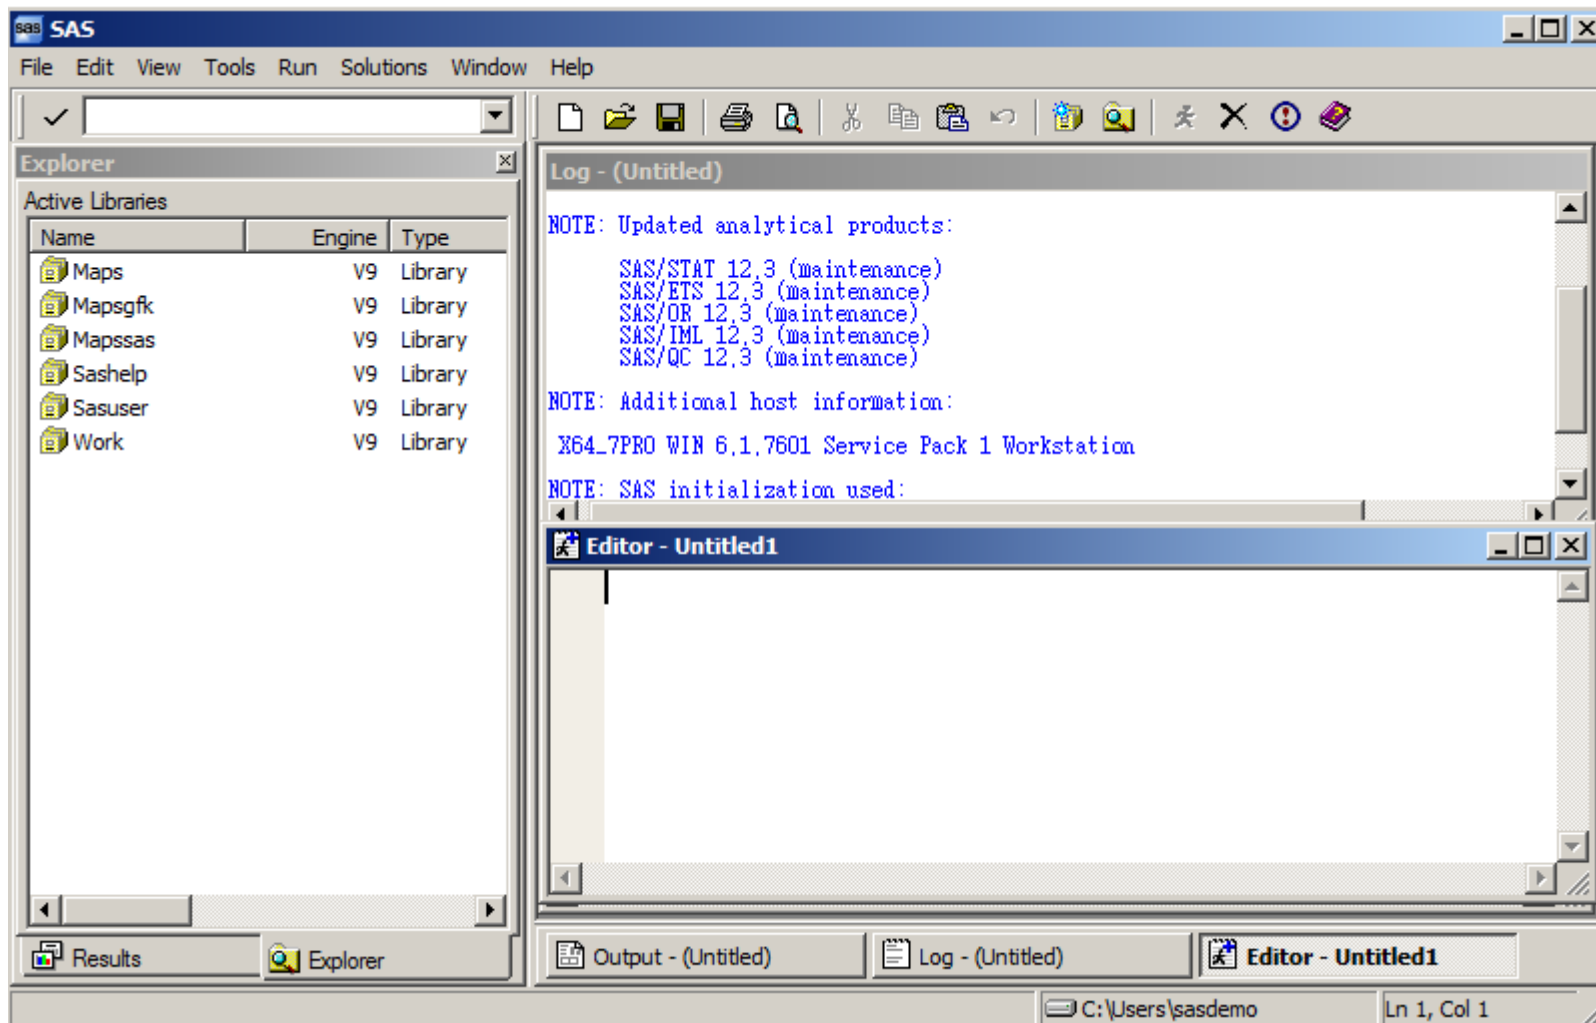 sas SAS
File Edit View Tools Run Solutions Window Help
Explorer
Active Libraries
Name Engine Type
Maps V9 Library
Mapsgfk V9 Library
Mapssas V9 Library
Sashelp V9 Library
Sasuser V9 Library
Work V9 Library
Results Explorer
Log - (Untitled)
NOTE: Updated analytical products:
SAS/STAT 12.3 (maintenance)
SAS/ETS 12.3 (maintenance)
SAS/OR 12.3 (maintenance)
SAS/IML 12.3 (maintenance)
SAS/QC 12.3 (maintenance)
NOTE: Additional host information:
X64_7PRO WIN 6.1.7601 Service Pack 1 Workstation
NOTE: SAS initialization used:
Editor - Untitled1
Output - (Untitled) Log - (Untitled) Editor - Untitled1
C:\Users\sasdemo Ln 1, Col 1